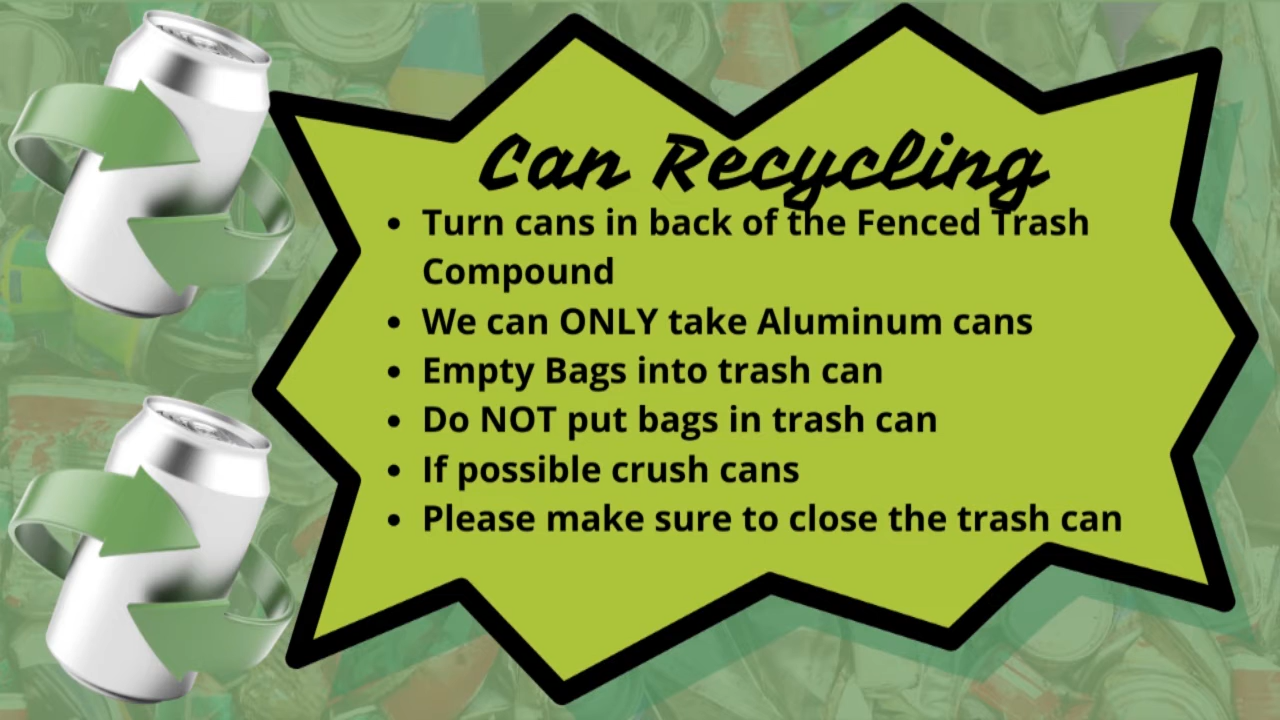 Can Recycling
• Turn cans in back of the Fenced Trash
Compound
• We can ONLY take Aluminum cans
• Empty Bags into trash can
• Do NOT put bags in trash can
• If possible crush cans
• Please make sure to close the trash can